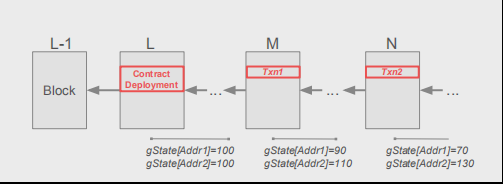 L-1
L
M
N
Block
Contract
Deployment
...
Txn1
...
Txn2
...
gState[Addr1]=100
gState[Addr2]=100
gState[Addr1]=90
gState[Addr2]=110
gState[Addr1]=70
gState[Addr2]=130